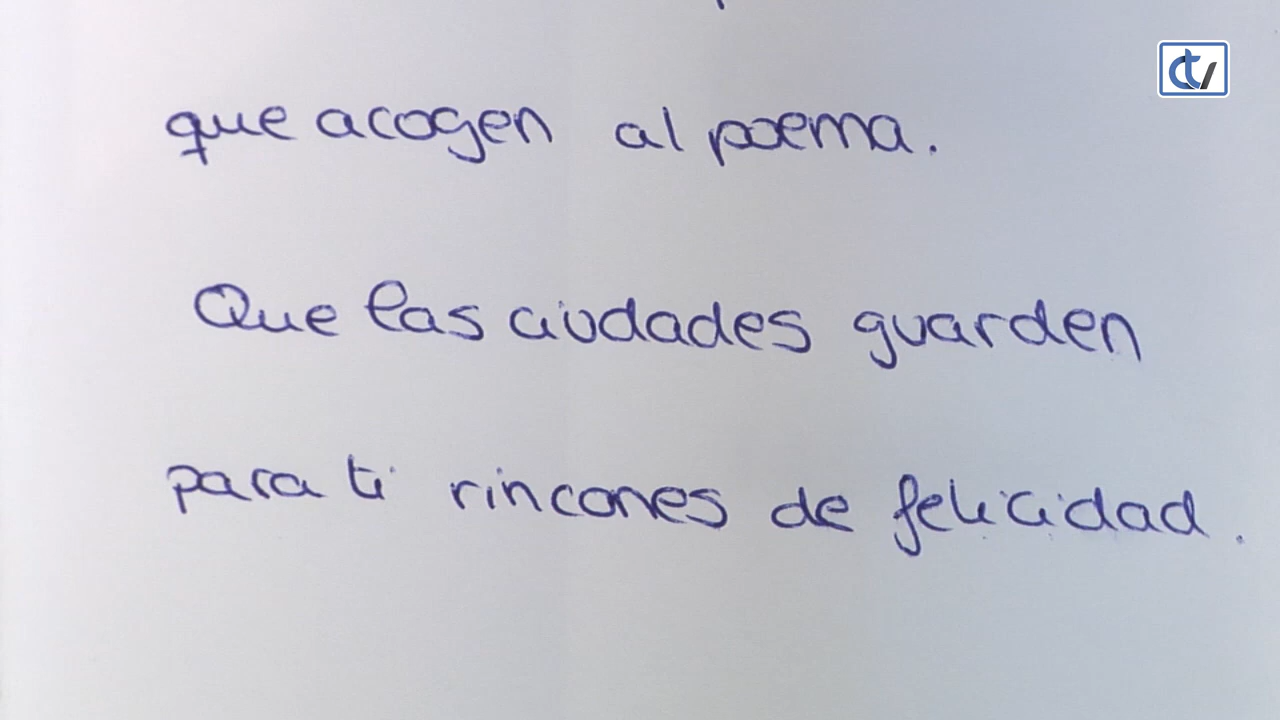 que acogen al poema.
Que las ciudades guarden
para ti rincones de felicidad.